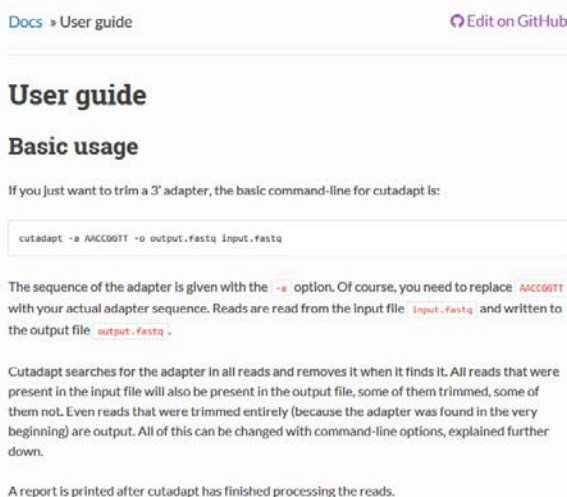 Docs » User guide Edit on GitHub
User guide
Basic usage
If you just want to trim a 3' adapter, the basic command-line for cutadapt is:
cutadapt -a AACCGGTT -o output.fastq input.fastq
The sequence of the adapter is given with the -a option. Of course, you need to replace AACCGGTT
with your actual adapter sequence. Reads are read from the input file input.fastq and written to
the output file output.fastq .
Cutadapt searches for the adapter in all reads and removes it when it finds it. All reads that were
present in the input file will also be present in the output file, some of them trimmed, some of
them not. Even reads that were trimmed entirely (because the adapter was found in the very
beginning) are output. All of this can be changed with command-line options, explained further
down.
A report is printed after cutadapt has finished processing the reads.